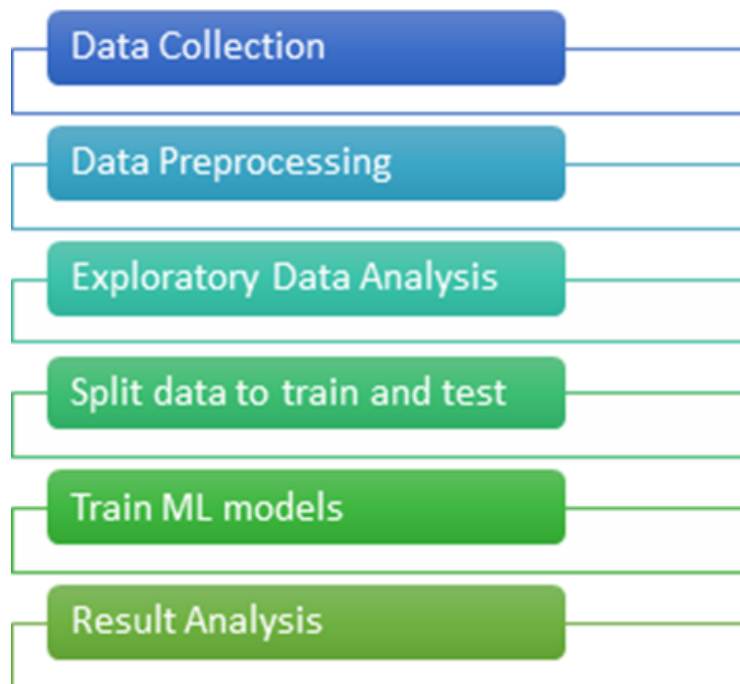 Data Collection
Data Preprocessing
Exploratory Data Analysis
Split data to train and test
Train ML models
Result Analysis